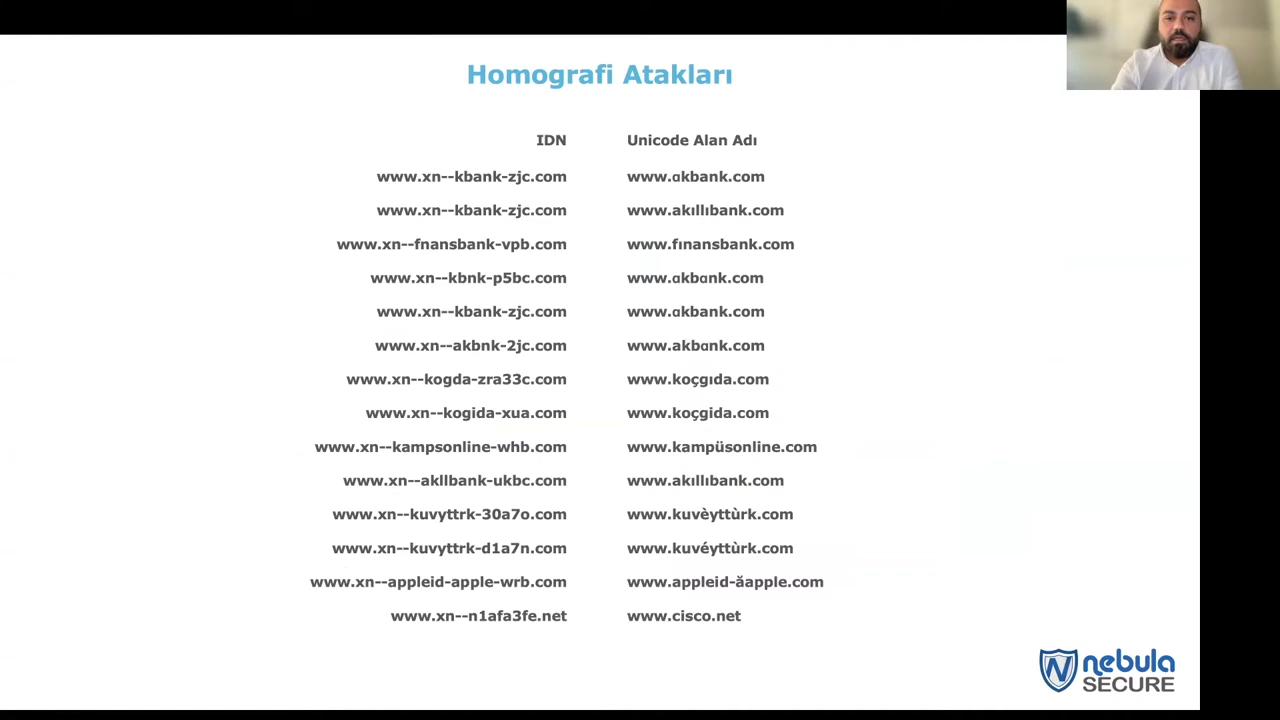 Homografi Atakları
IDN Unicode Alan Adı
www.xn--kbank-zjc.com www.ɑkbank.com
www.xn--kbank-zjc.com www.akıllıbank.com
www.xn--fnansbank-vpb.com www.fınansbank.com
www.xn--kbnk-p5bc.com www.ɑkbɑnk.com
www.xn--kbank-zjc.com www.ɑkbank.com
www.xn--akbnk-2jc.com www.akbɑnk.com
www.xn--kogda-zra33c.com www.koçgıda.com
www.xn--kogida-xua.com www.koçgida.com
www.xn--kampsonline-whb.com www.kampüsonline.com
www.xn--akllbank-ukbc.com www.akıllıbank.com
www.xn--kuvyttrk-30a7o.com www.kuvèyttùrk.com
www.xn--kuvyttrk-d1a7n.com www.kuvéyttùrk.com
www.xn--appleid-apple-wrb.com www.appleid-ăapple.com
www.xn--n1afa3fe.net www.cisco.net
nebula
SECURE